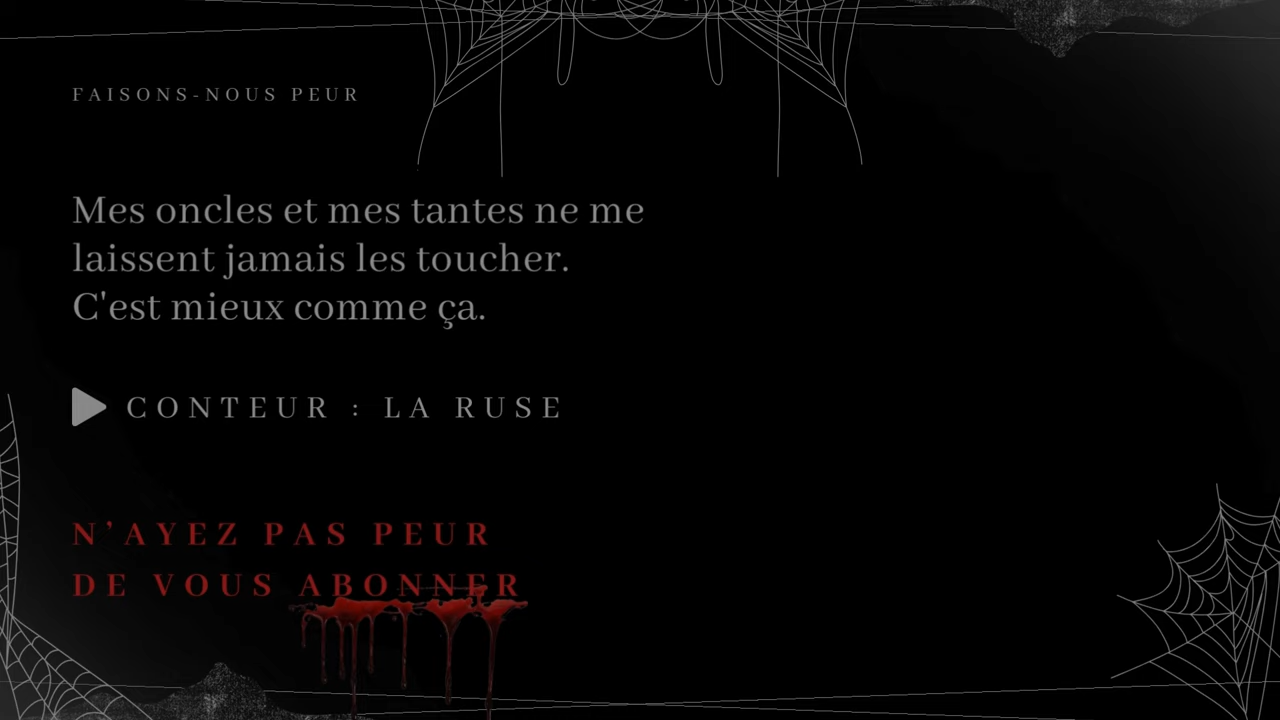 FAISONS-NOUS PEUR
Mes oncles et mes tantes ne me
laissent jamais les toucher.
C'est mieux comme ça.
CONTEUR : LA RUSE
N'AYEZ PAS PEUR
DE VOUS ABONNER